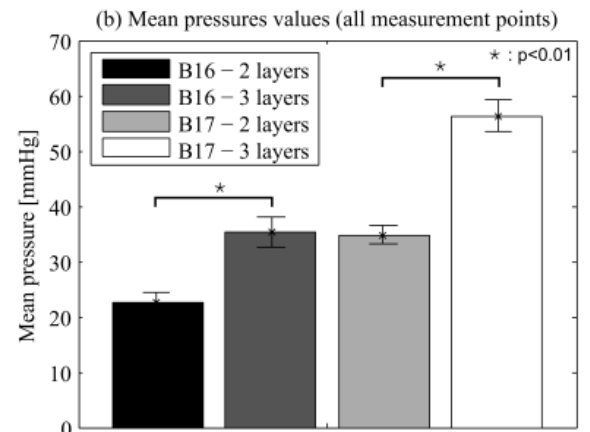 (b) Mean pressures values (all measurement points)
* : p<0.01
B16 − 2 layers
B16 − 3 layers
B17 − 2 layers
B17 − 3 layers
*
*
Mean pressure [mmHg]
70
60
50
40
30
20
10
0